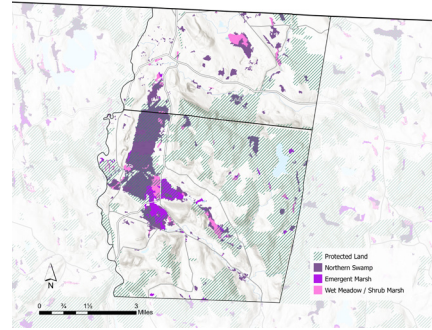 Protected Land
Northern Swamp
Emergent Marsh
Wet Meadow / Shrub Marsh
N
0 ¾ 1½ 3
Miles